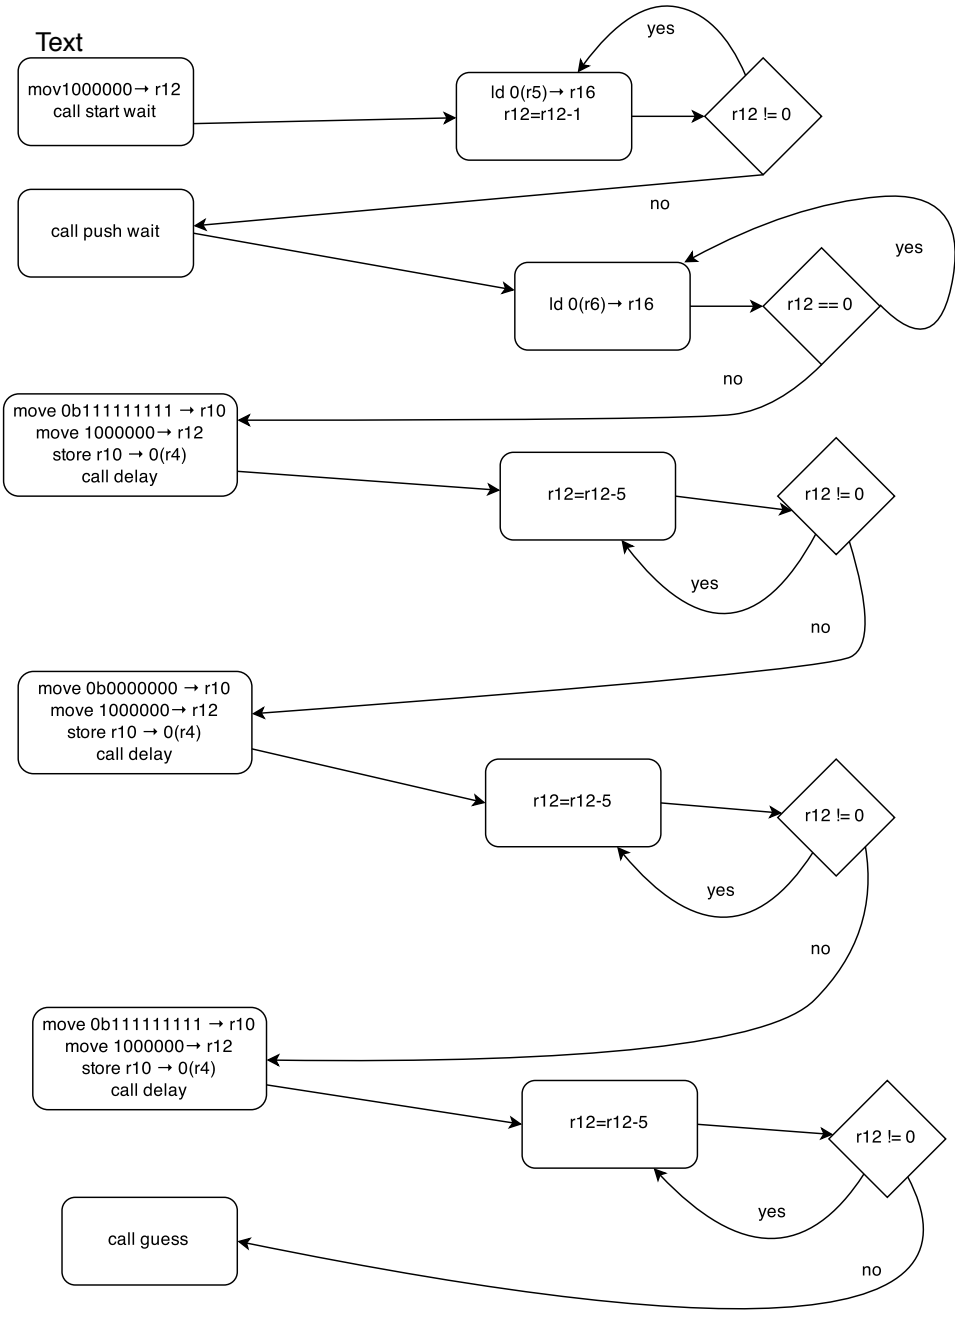 Text
mov1000000→ r12
call start wait
ld 0(r5)→ r16
r12=r12-1
yes
r12 != 0
no
call push wait
ld 0(r6)→ r16
r12 == 0
yes
no
move 0b111111111 → r10
move 1000000→ r12
store r10 → 0(r4)
call delay
r12=r12-5
r12 != 0
yes
no
move 0b0000000 → r10
move 1000000→ r12
store r10 → 0(r4)
call delay
r12=r12-5
r12 != 0
yes
no
move 0b111111111 → r10
move 1000000→ r12
store r10 → 0(r4)
call delay
r12=r12-5
r12 != 0
yes
no
call guess